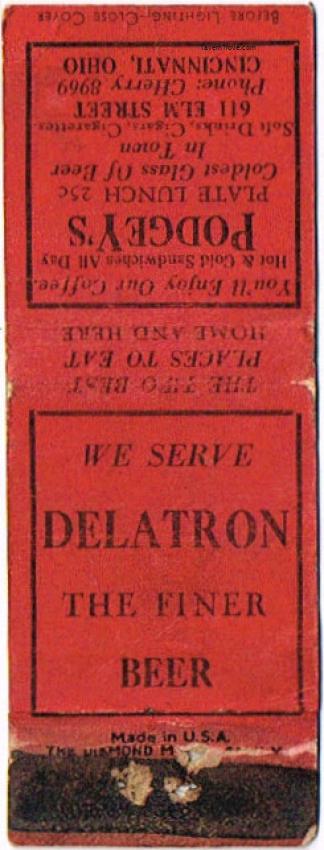 You'll Enjoy Our Coffee.
Hot & Cold Sandwiches All Day
PODGEY'S
PLATE LUNCH 25c
Coldest Glass Of Beer
In Town
Soft Drinks, Cigars, Cigarettes
611 ELM STREET
Phone: CHerry 8969
CINCINNATI, OHIO
Before Lighting-Close Cover
THE TWO BEST
PLACES TO EAT
HOME AND HERE
WE SERVE
DELATRON
THE FINER
BEER
Made in U.S.A.
THE DIAMOND M